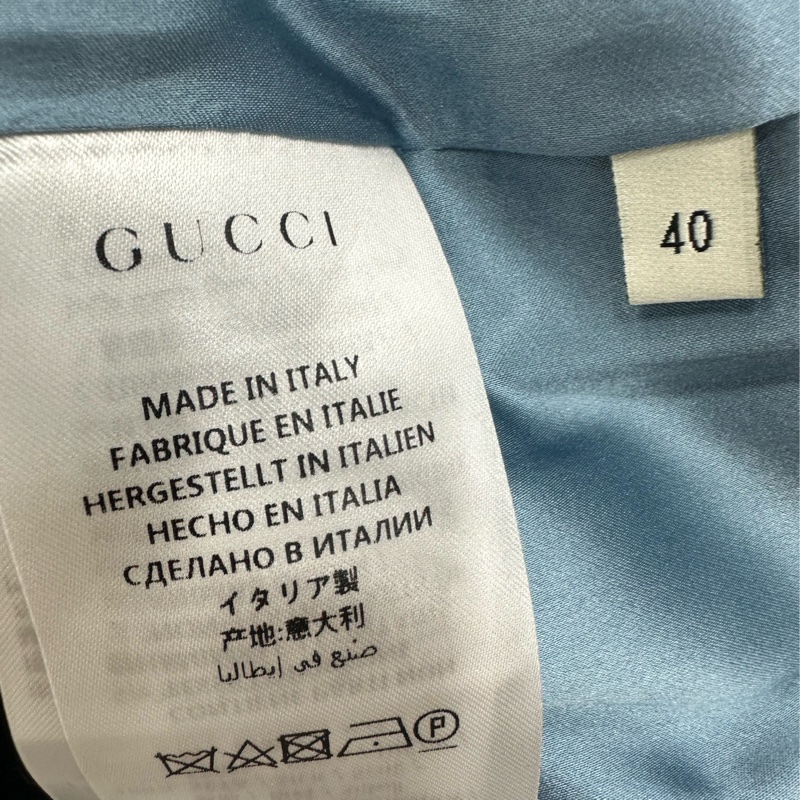 GUCCI
40
MADE IN ITALY
FABRIQUE EN ITALIE
HERGESTELLT IN ITALIEN
HECHO EN ITALIA
СДЕЛАНО В ИТАЛИИ
イタリア製
产地:意大利
صنع في إيطاليا
P